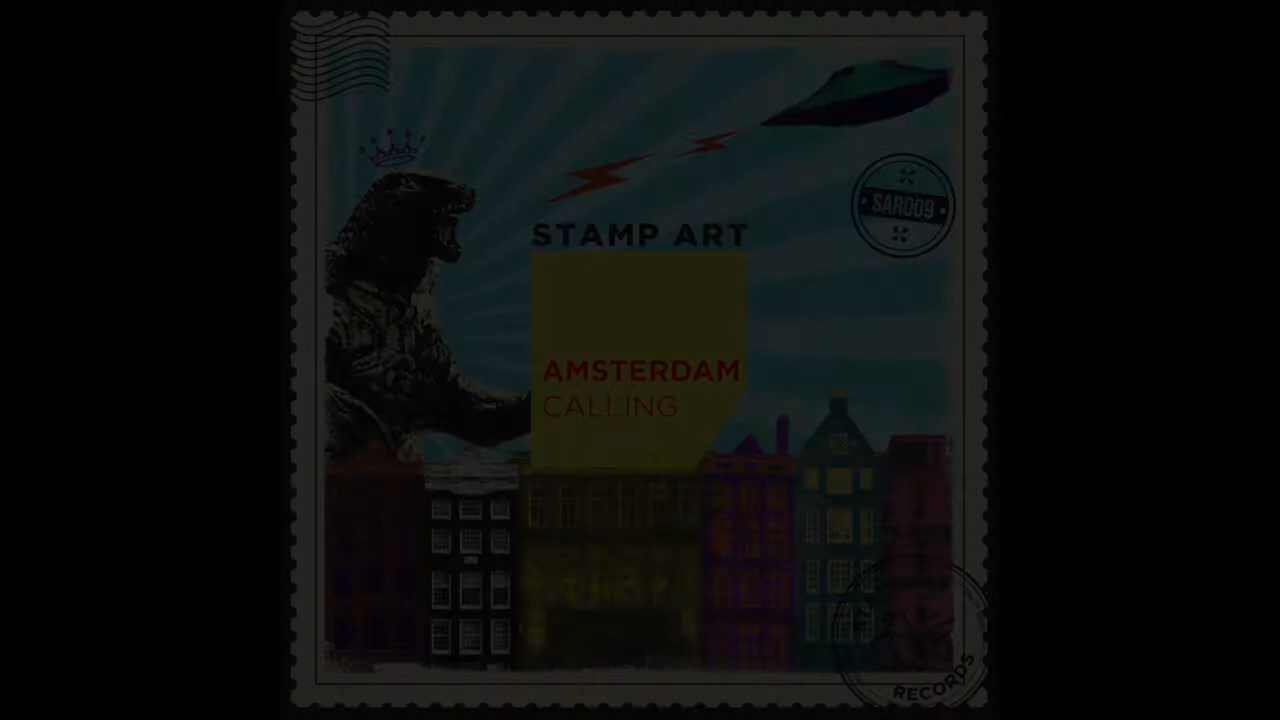 SAR009
STAMP ART
AMSTERDAM
CALLING
RECORDS